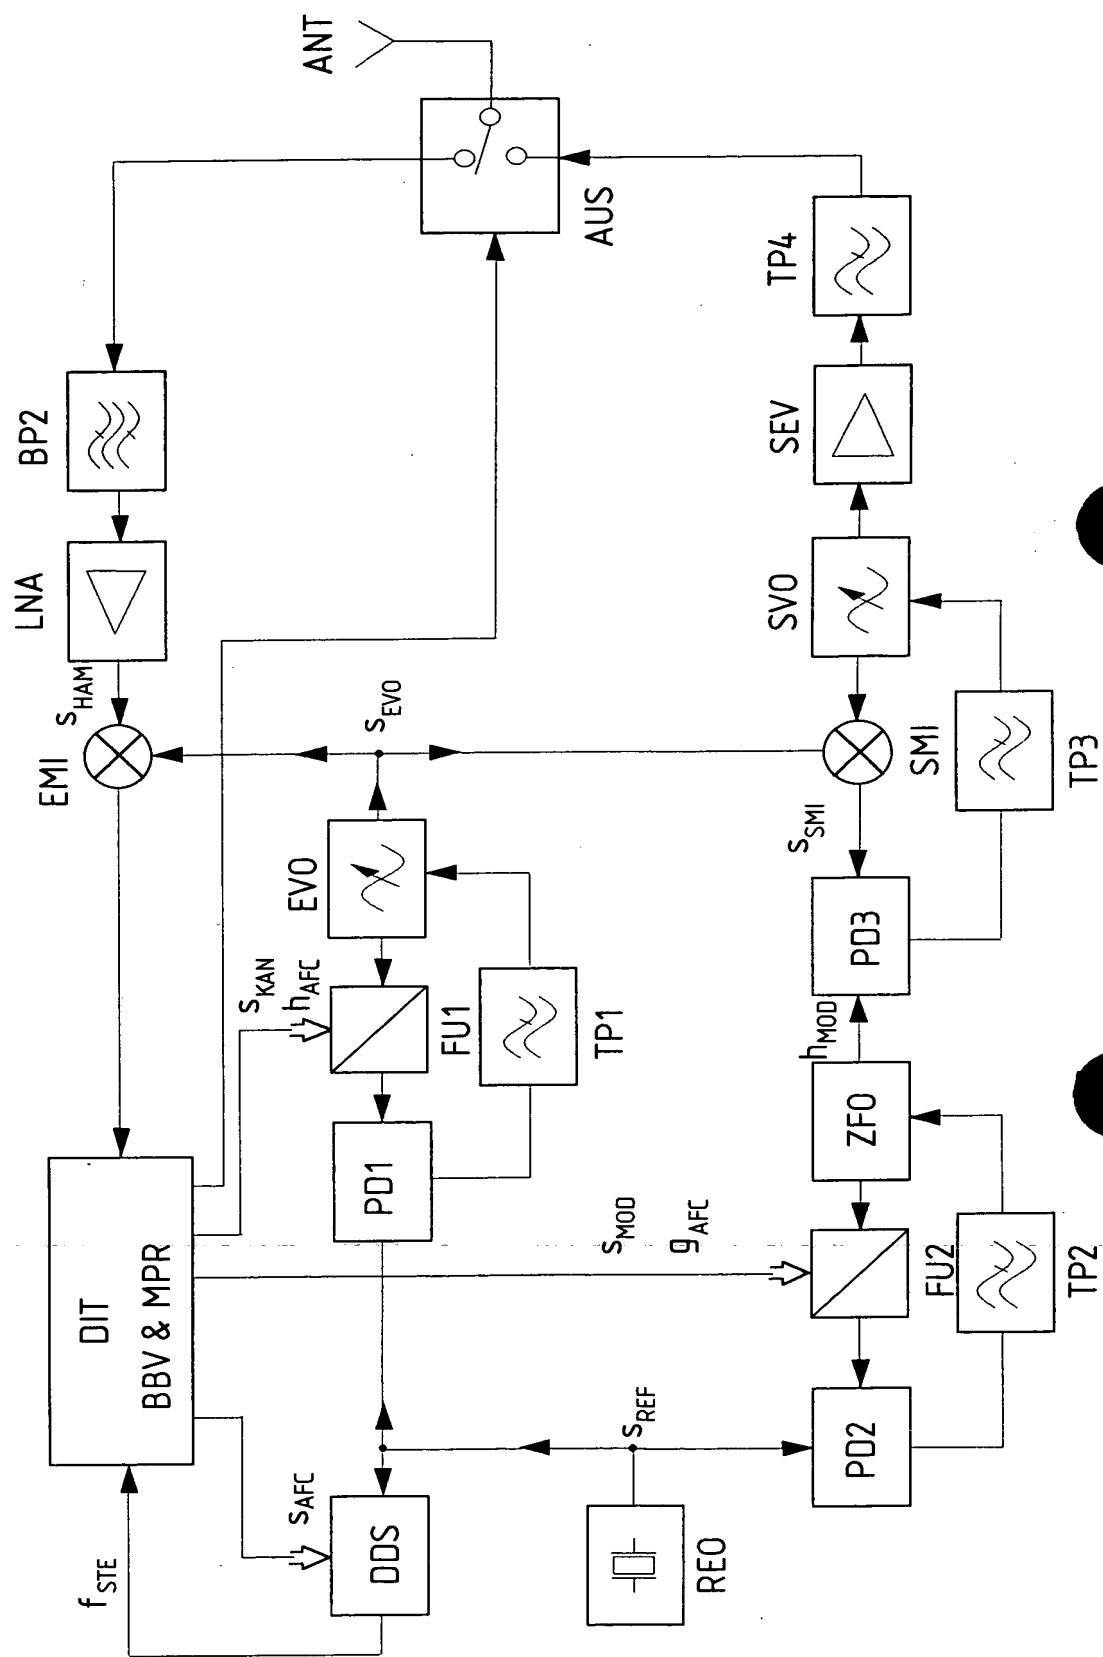 ANT
AUS
BP2
LNA
EMI
s_HAM
s_EVO
EVO
s_KAN
h_AFC
FU1
TP1
PD1
DIT
BBV & MPR
f_STE
s_AFC
DDS
s_REF
REO
s_MOD
g_AFC
TP4
SEV
SVO
SMI
TP3
s_SMI
PD3
h_MOD
ZFO
FU2
TP2
PD2